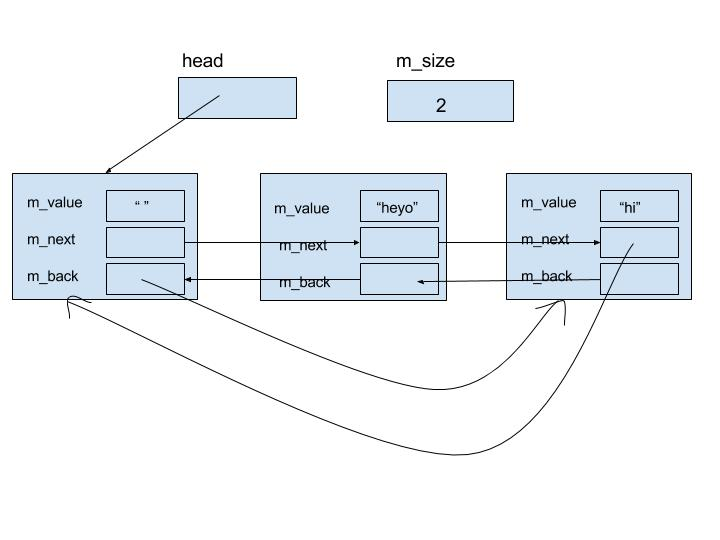 head
m_size
2
m_value “ ”
m_next
m_back
m_value “heyo”
m_next
m_back
m_value “hi”
m_next
m_back